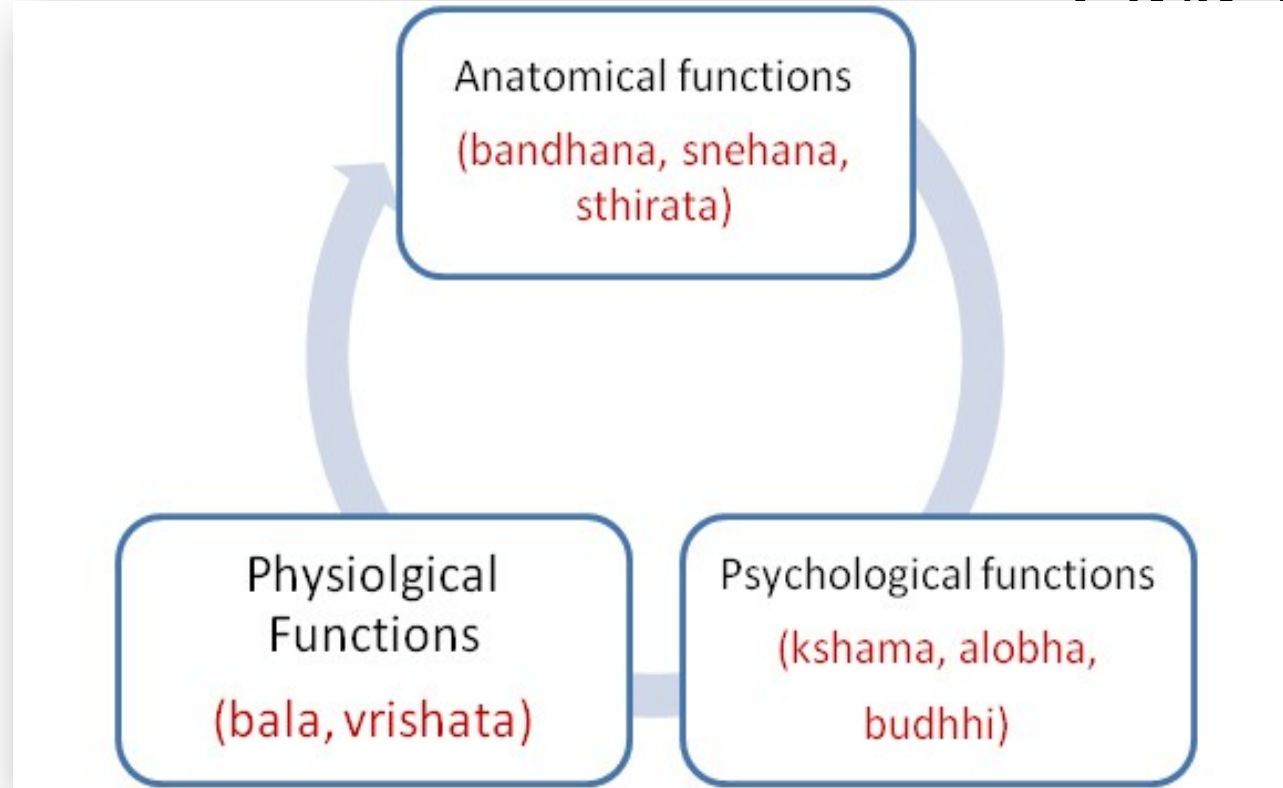 Anatomical functions
(bandhana, snehana,
sthirata)
Physiolgical
Functions
(bala, vrishata)
Psychological functions
(kshama, alobha,
budhhi)